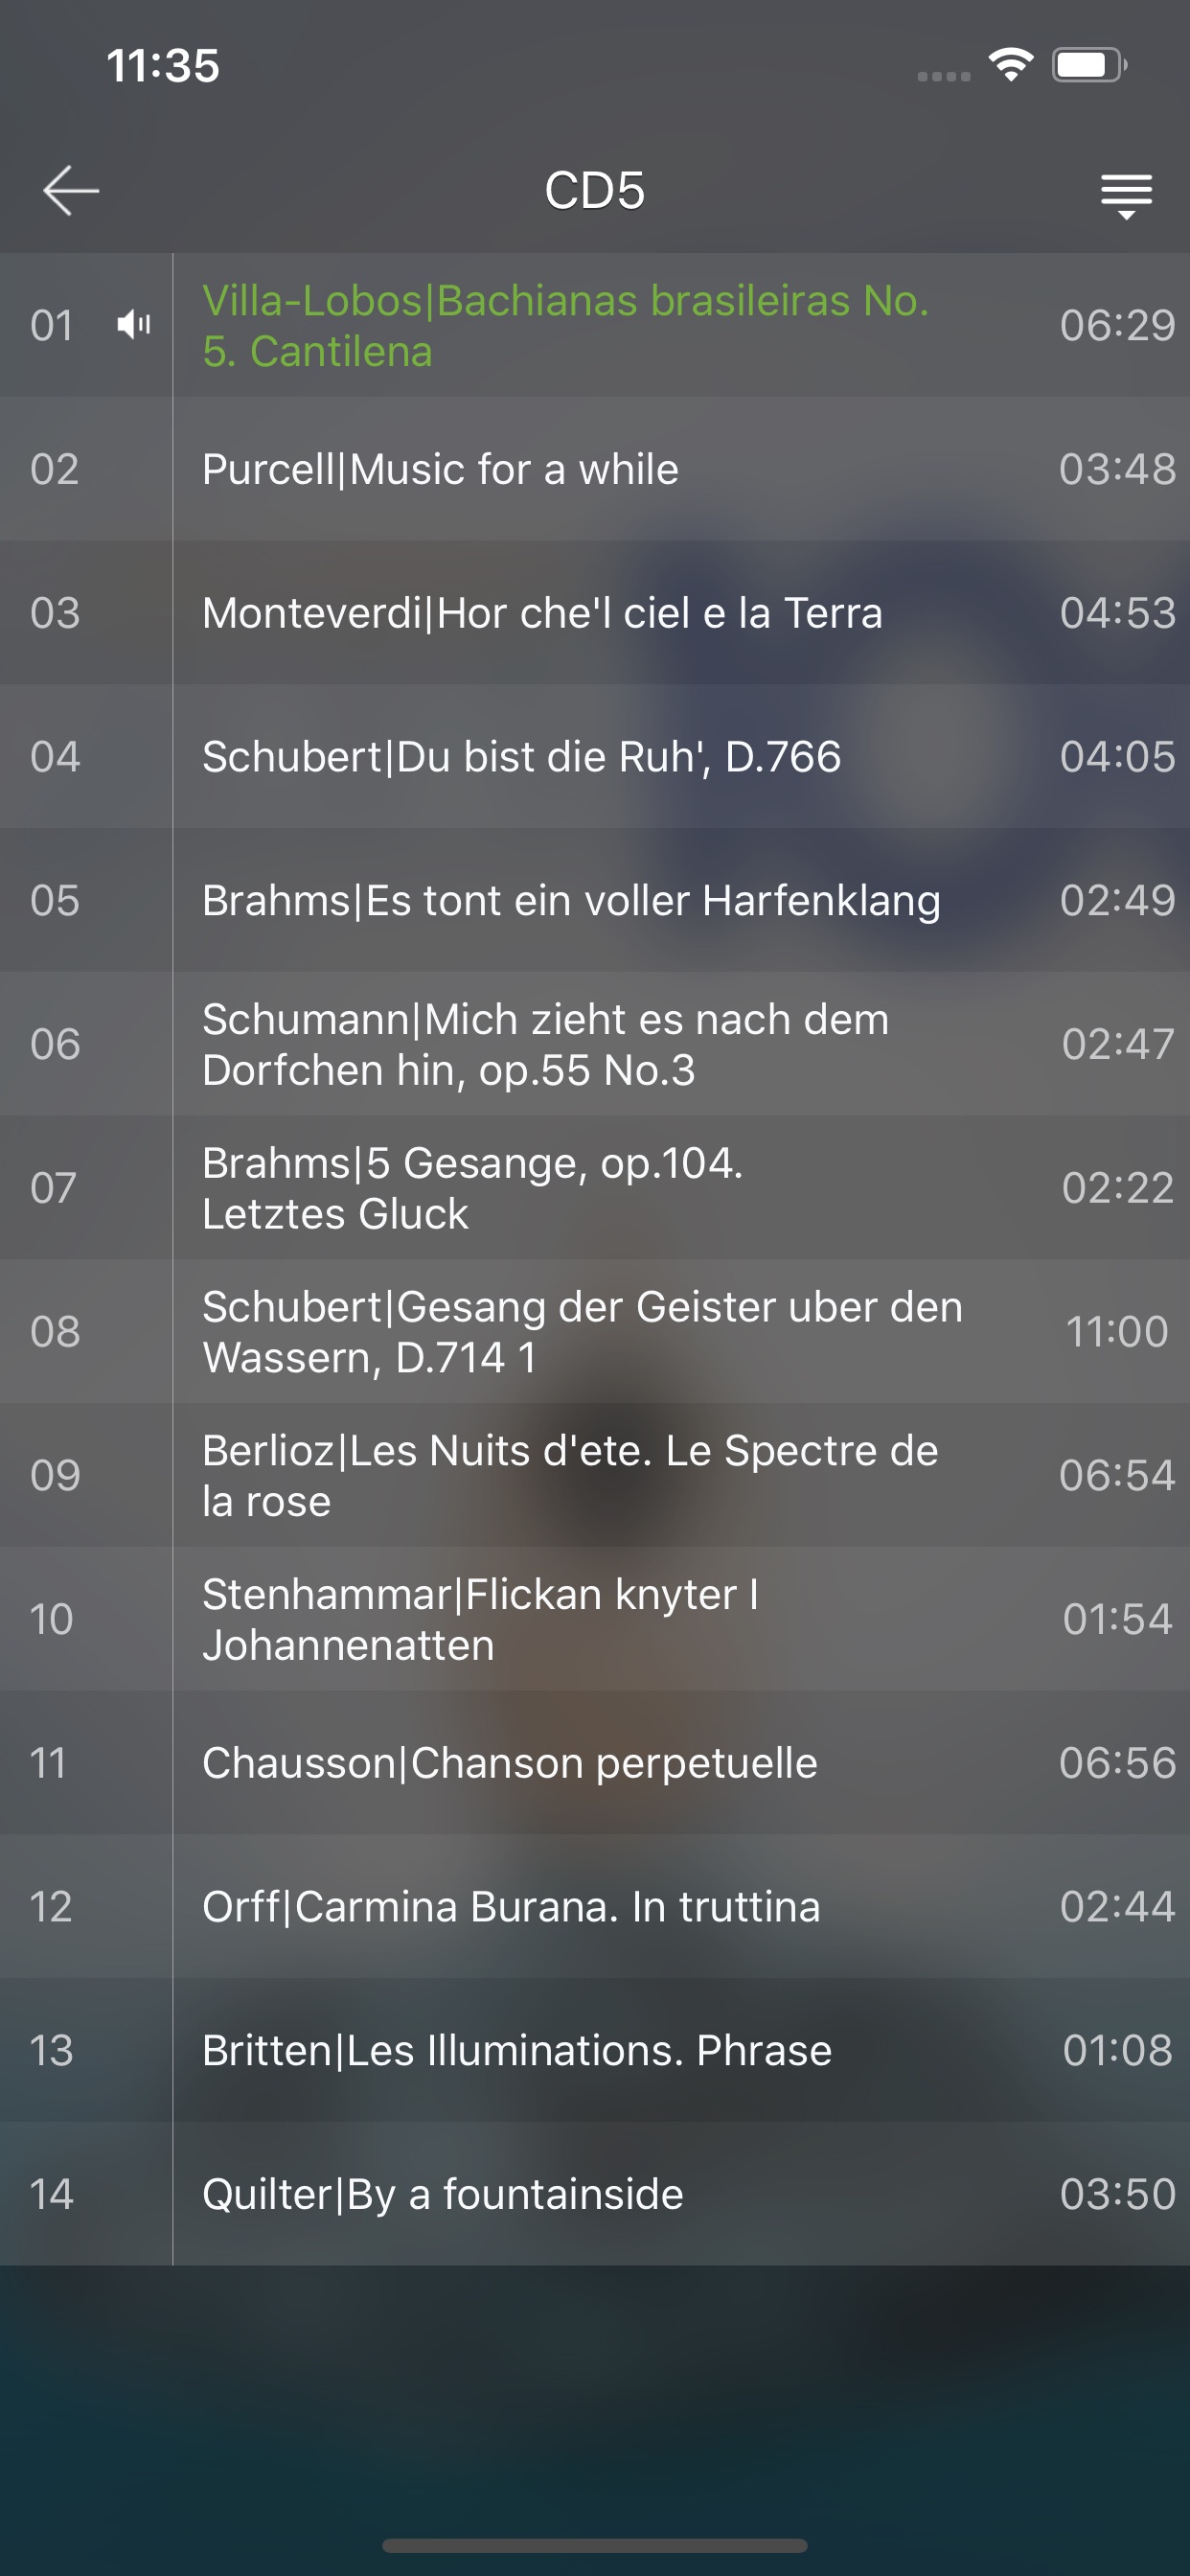 11:35
CD5
01 Villa-Lobos|Bachianas brasileiras No. 06:29
5. Cantilena
02 Purcell|Music for a while 03:48
03 Monteverdi|Hor che'l ciel e la Terra 04:53
04 Schubert|Du bist die Ruh', D.766 04:05
05 Brahms|Es tont ein voller Harfenklang 02:49
06 Schumann|Mich zieht es nach dem 02:47
Dorfchen hin, op.55 No.3
07 Brahms|5 Gesange, op.104. 02:22
Letztes Gluck
08 Schubert|Gesang der Geister uber den 11:00
Wassern, D.714 1
09 Berlioz|Les Nuits d'ete. Le Spectre de 06:54
la rose
10 Stenhammar|Flickan knyter I 01:54
Johannenatten
11 Chausson|Chanson perpetuelle 06:56
12 Orff|Carmina Burana. In truttina 02:44
13 Britten|Les Illuminations. Phrase 01:08
14 Quilter|By a fountainside 03:50